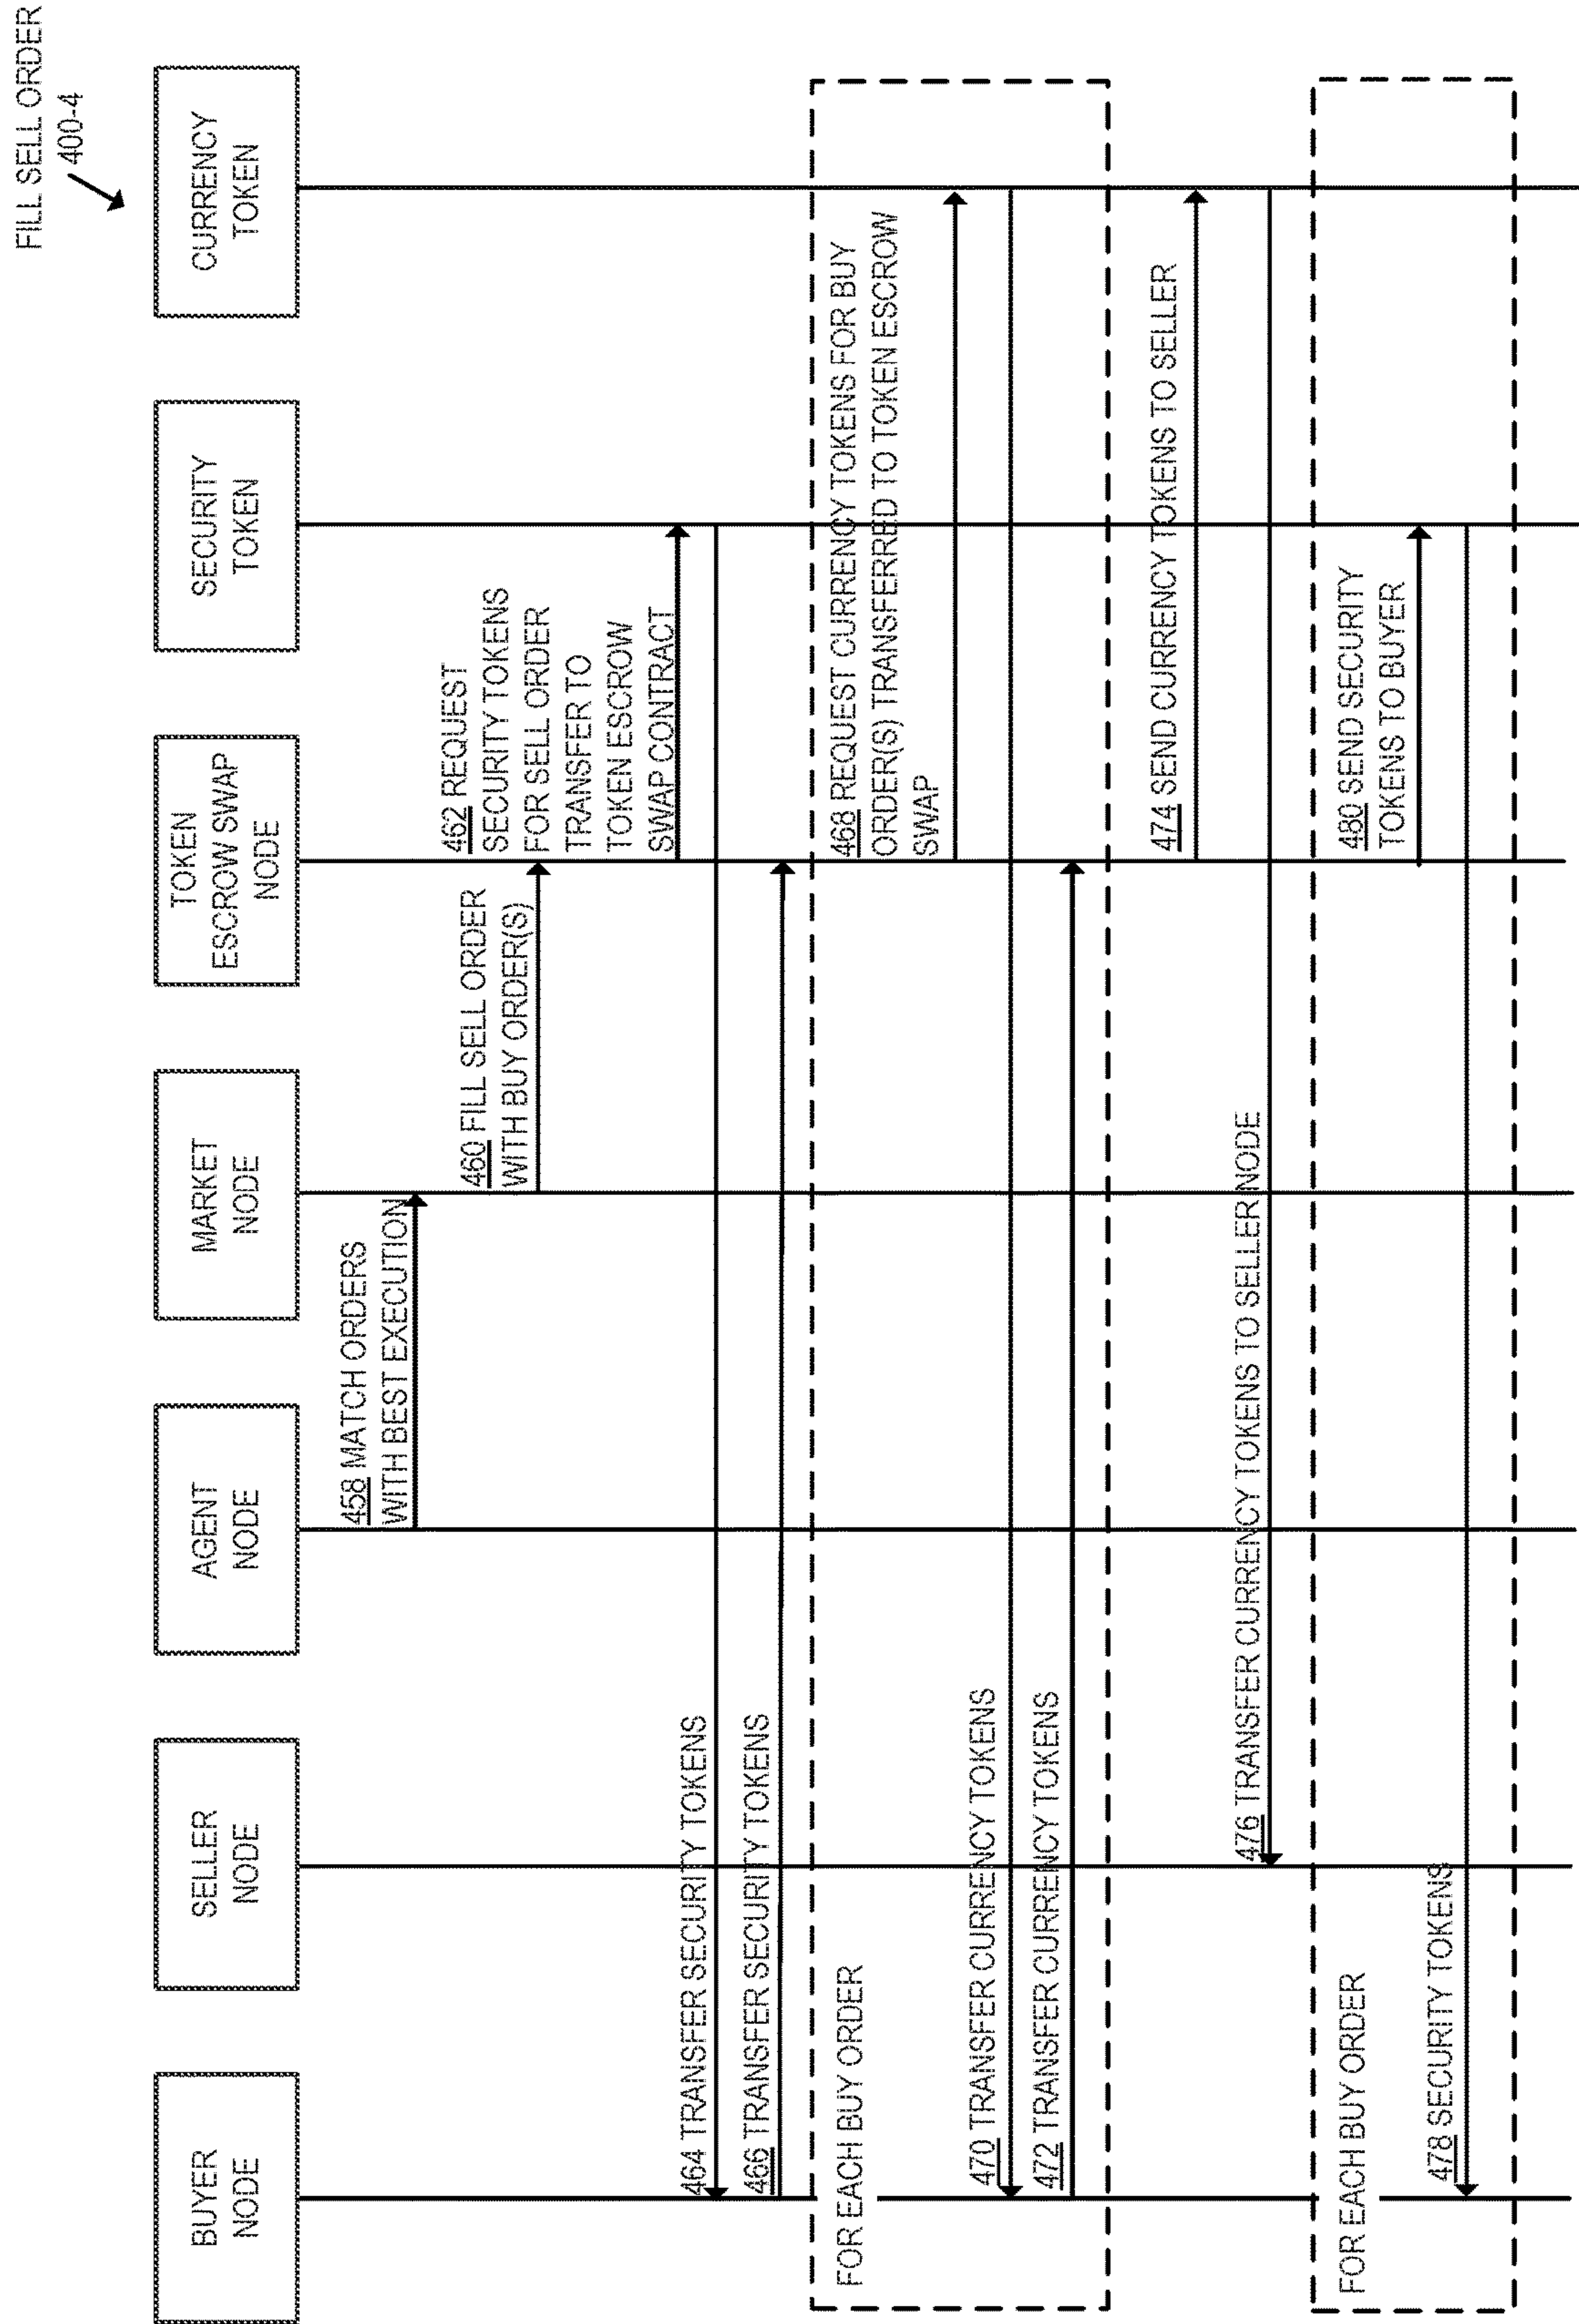 FILL SELL ORDER
400-4
BUYER
NODE
SELLER
NODE
AGENT
NODE
MARKET
NODE
TOKEN
ESCROW SWAP
NODE
SECURITY
TOKEN
CURRENCY
TOKEN
458 MATCH ORDERS
WITH BEST EXECUTION
460 FILL SELL ORDER
WITH BUY ORDER(S)
462 REQUEST
SECURITY TOKENS
FOR SELL ORDER
TRANSFER TO
TOKEN ESCROW
SWAP CONTRACT
464 TRANSFER SECURITY TOKENS
466 TRANSFER SECURITY TOKENS
FOR EACH BUY ORDER
468 REQUEST CURRENCY TOKENS FOR BUY
ORDER(S) TRANSFERRED TO TOKEN ESCROW
SWAP
470 TRANSFER CURRENCY TOKENS
472 TRANSFER CURRENCY TOKENS
474 SEND CURRENCY TOKENS TO SELLER
476 TRANSFER CURRENCY TOKENS TO SELLER NODE
FOR EACH BUY ORDER
480 SEND SECURITY
TOKENS TO BUYER
478 SECURITY TOKENS